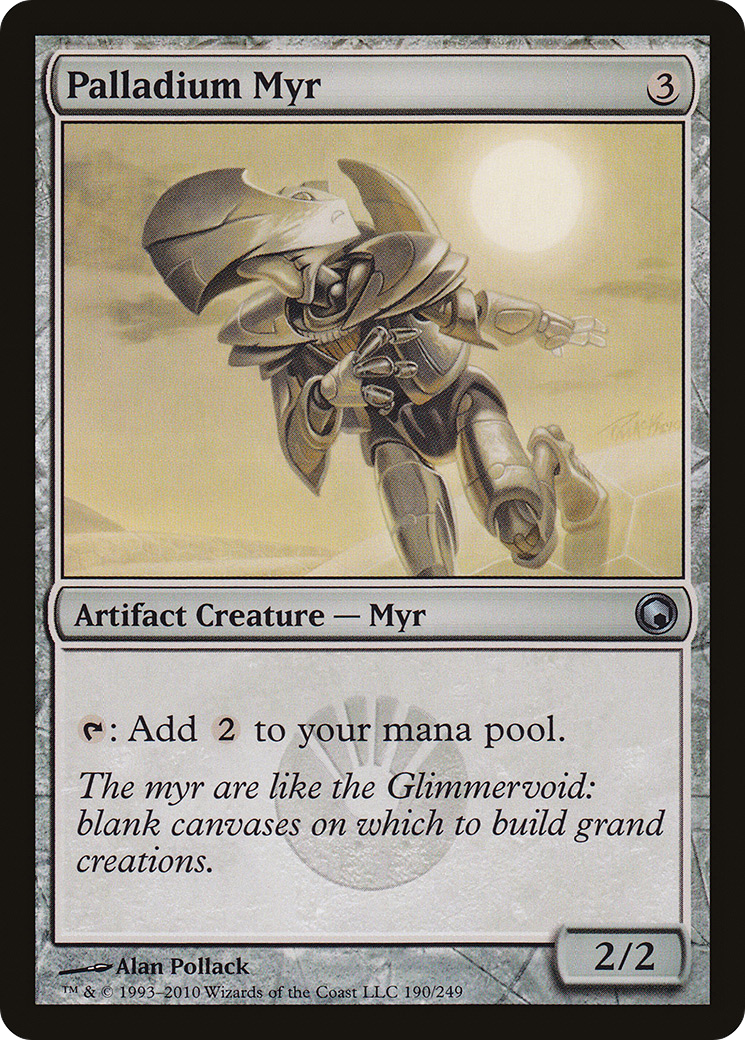 Palladium Myr 3
Artifact Creature — Myr
: Add 2 to your mana pool.
The myr are like the Glimmervoid:
blank canvases on which to build grand
creations.
2/2
Alan Pollack
™ & © 1993–2010 Wizards of the Coast LLC 190/249